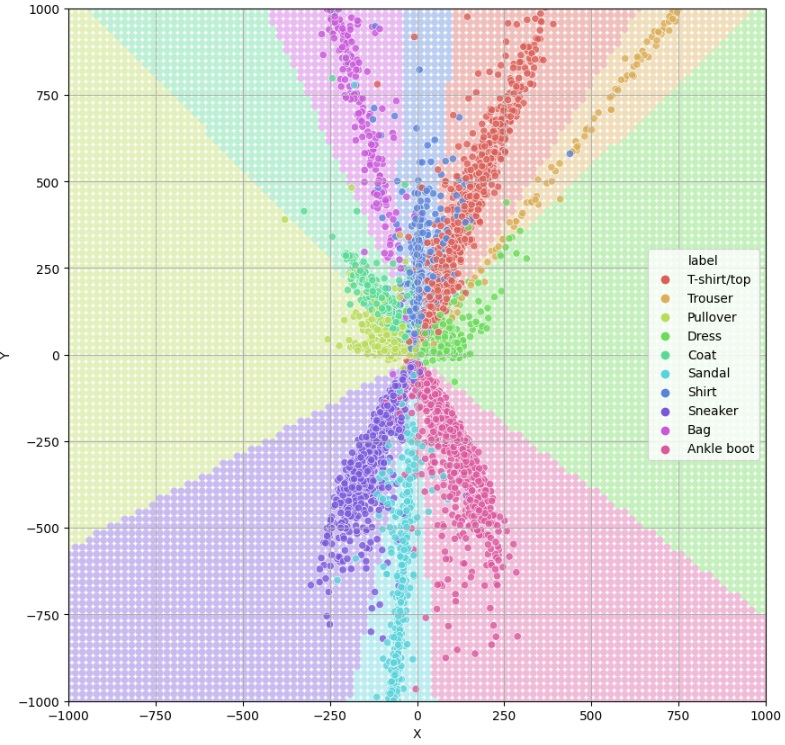 1000
750
500
250
0
−250
−500
−750
−1000
Y
label
T-shirt/top
Trouser
Pullover
Dress
Coat
Sandal
Shirt
Sneaker
Bag
Ankle boot
−1000 −750 −500 −250 0 250 500 750 1000
X